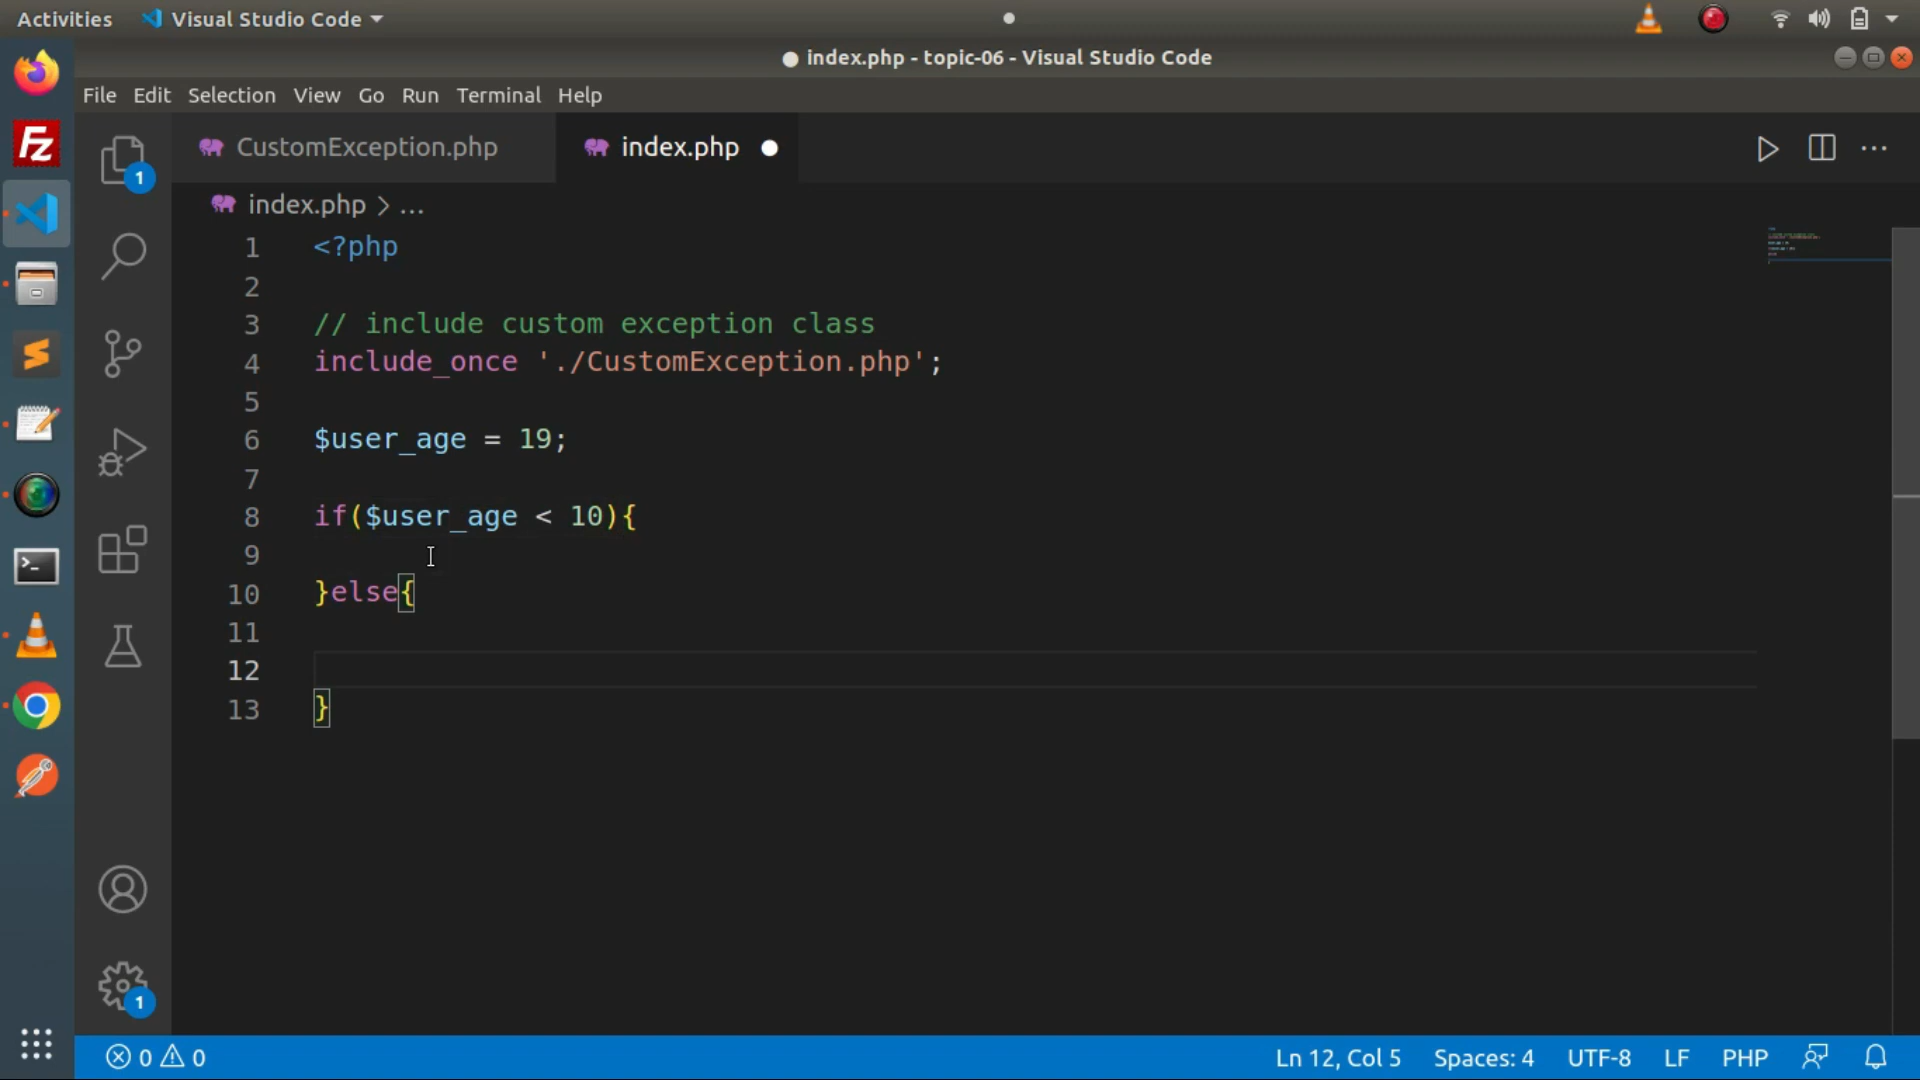 Activities Visual Studio Code
index.php - topic-06 - Visual Studio Code
File Edit Selection View Go Run Terminal Help
CustomException.php index.php
1
index.php > ...
1 <?php
2
3 // include custom exception class
4 include_once './CustomException.php';
5
6 $user_age = 19;
7
8 if($user_age < 10){
9
10 }else{
11
12
13 }
1
0 0 Ln 12, Col 5 Spaces: 4 UTF-8 LF PHP